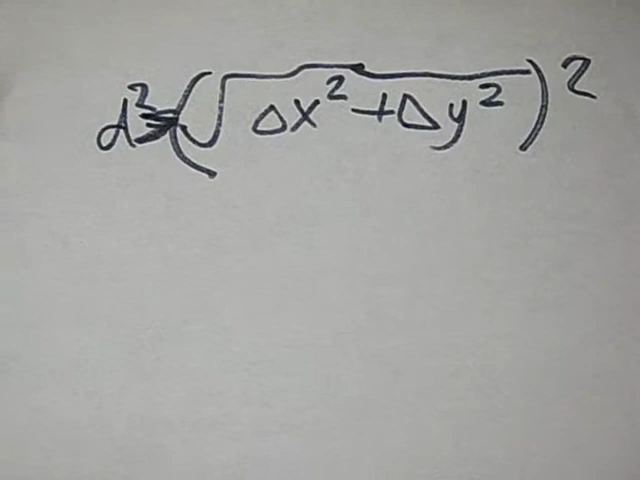 d² = (√Δx² + Δy²)²